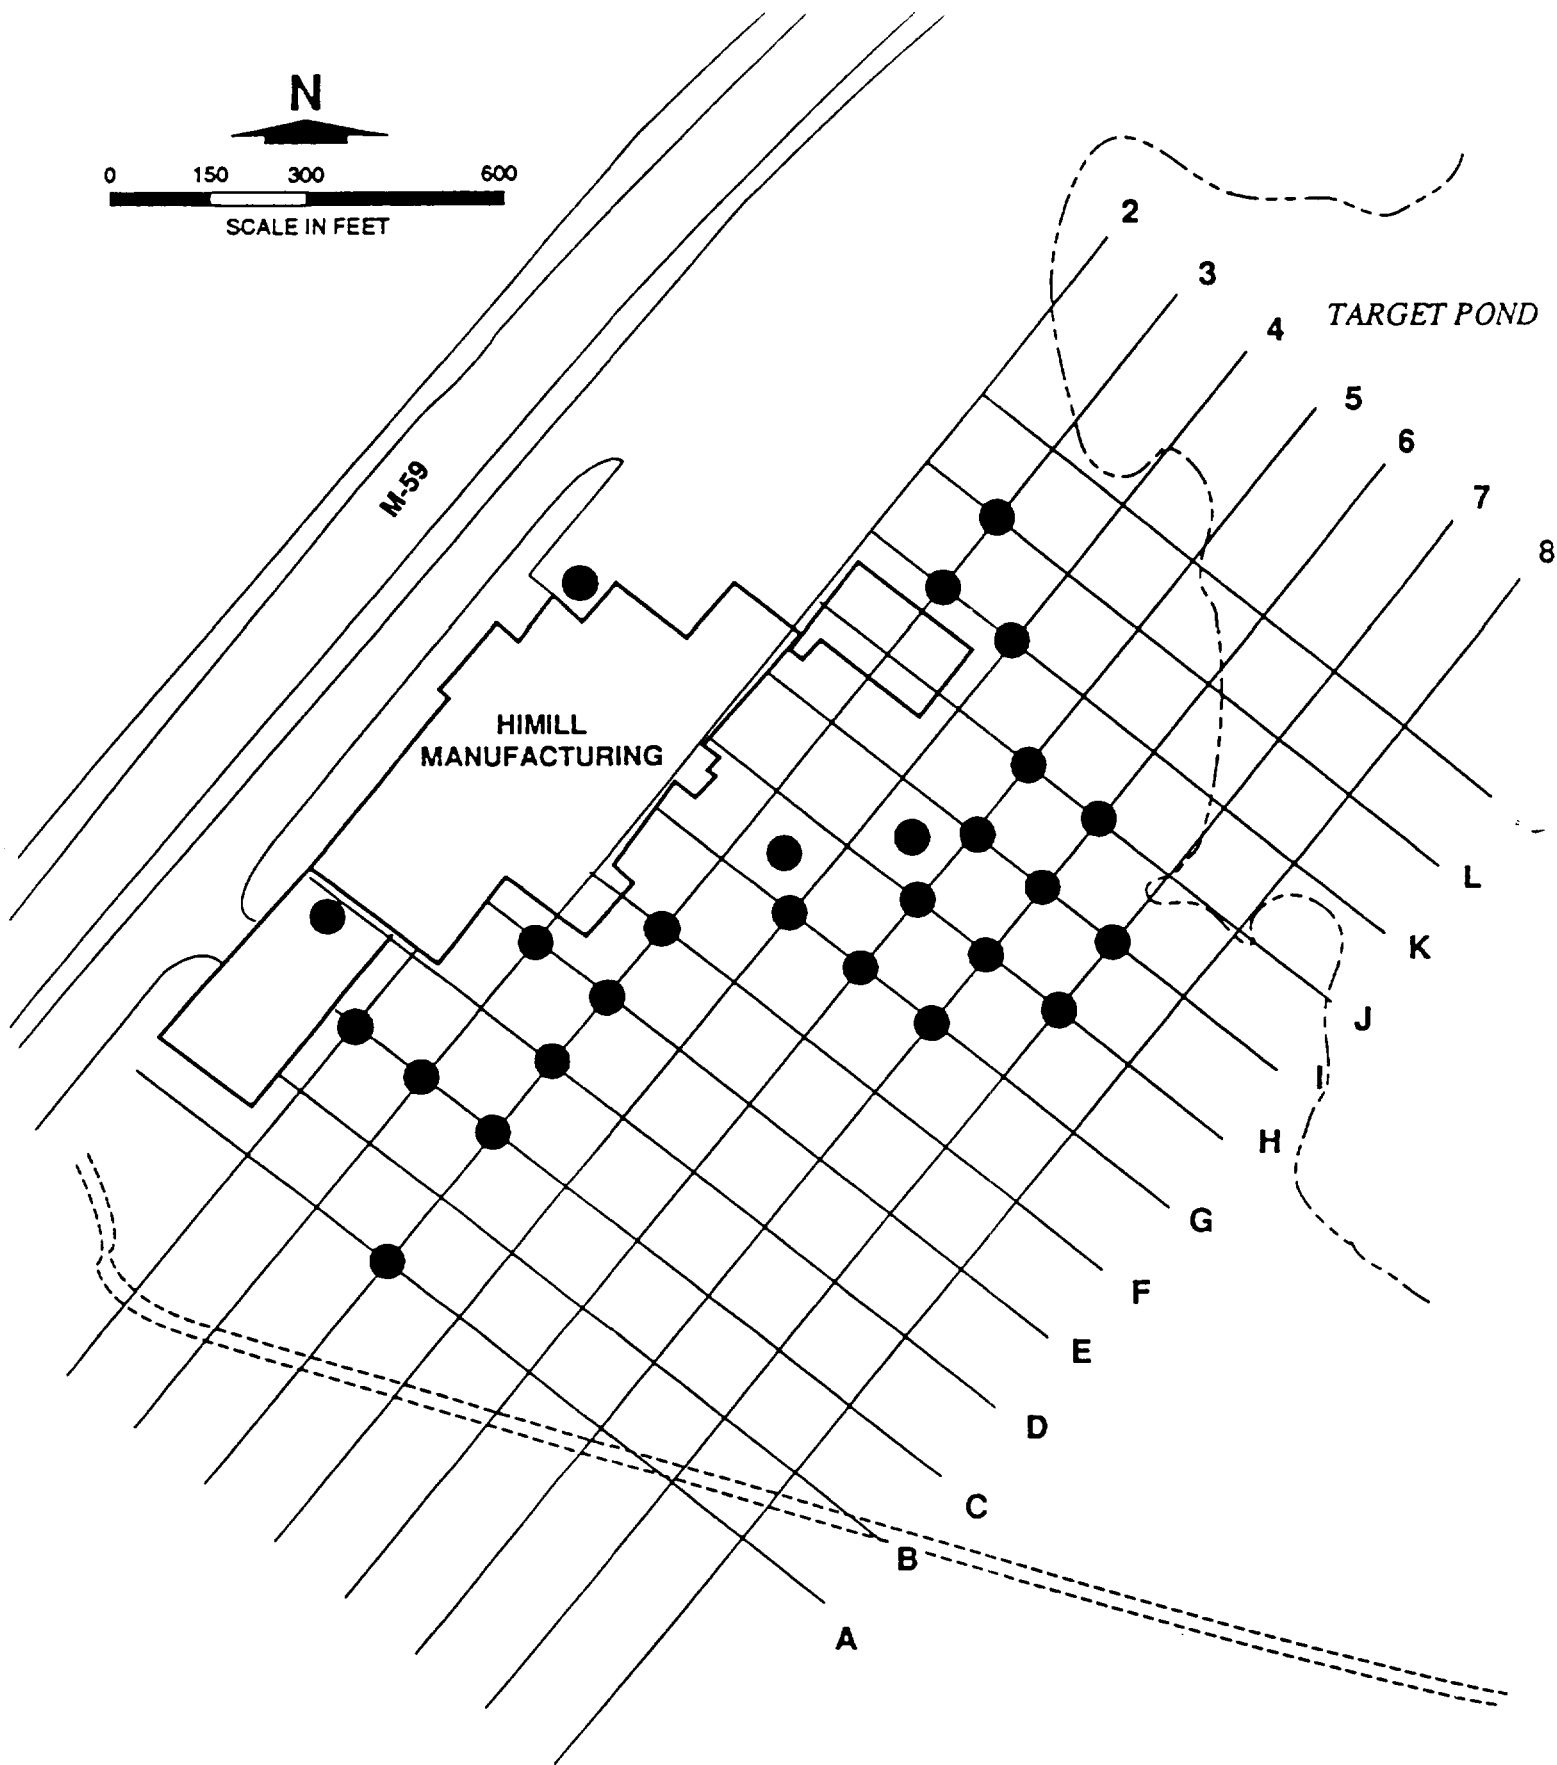 N
0 150 300 600
SCALE IN FEET
2
3
TARGET POND
4
5
6
M-59
7
8
HIMILL
MANUFACTURING
L
K
J
I
H
G
F
E
D
C
B
A